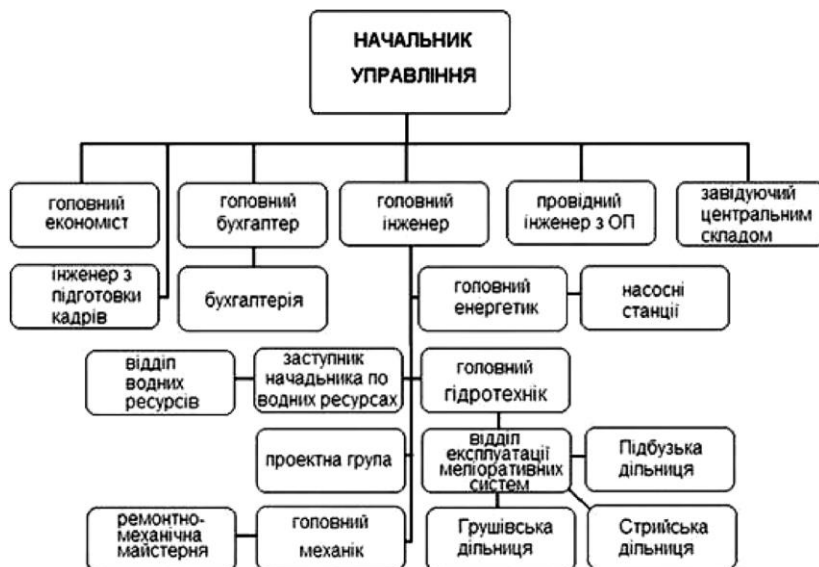 НАЧАЛЬНИК
УПРАВЛІННЯ
головний
економіст
головний
бухгалтер
головний
інженер
провідний
інженер з ОП
завідуючий
центральним
складом
інженер з
підготовки
кадрів
бухгалтерія
головний
енергетик
насосні
станції
відділ
водних
ресурсів
заступник
начадьника по
водних ресурсах
головний
гідротехнік
проектна група
відділ
експлуатації
меліоративних
систем
Підбузька
дільниця
ремонтно-
механічна
майстерня
головний
механік
Грушівська
дільниця
Стрийська
дільниця